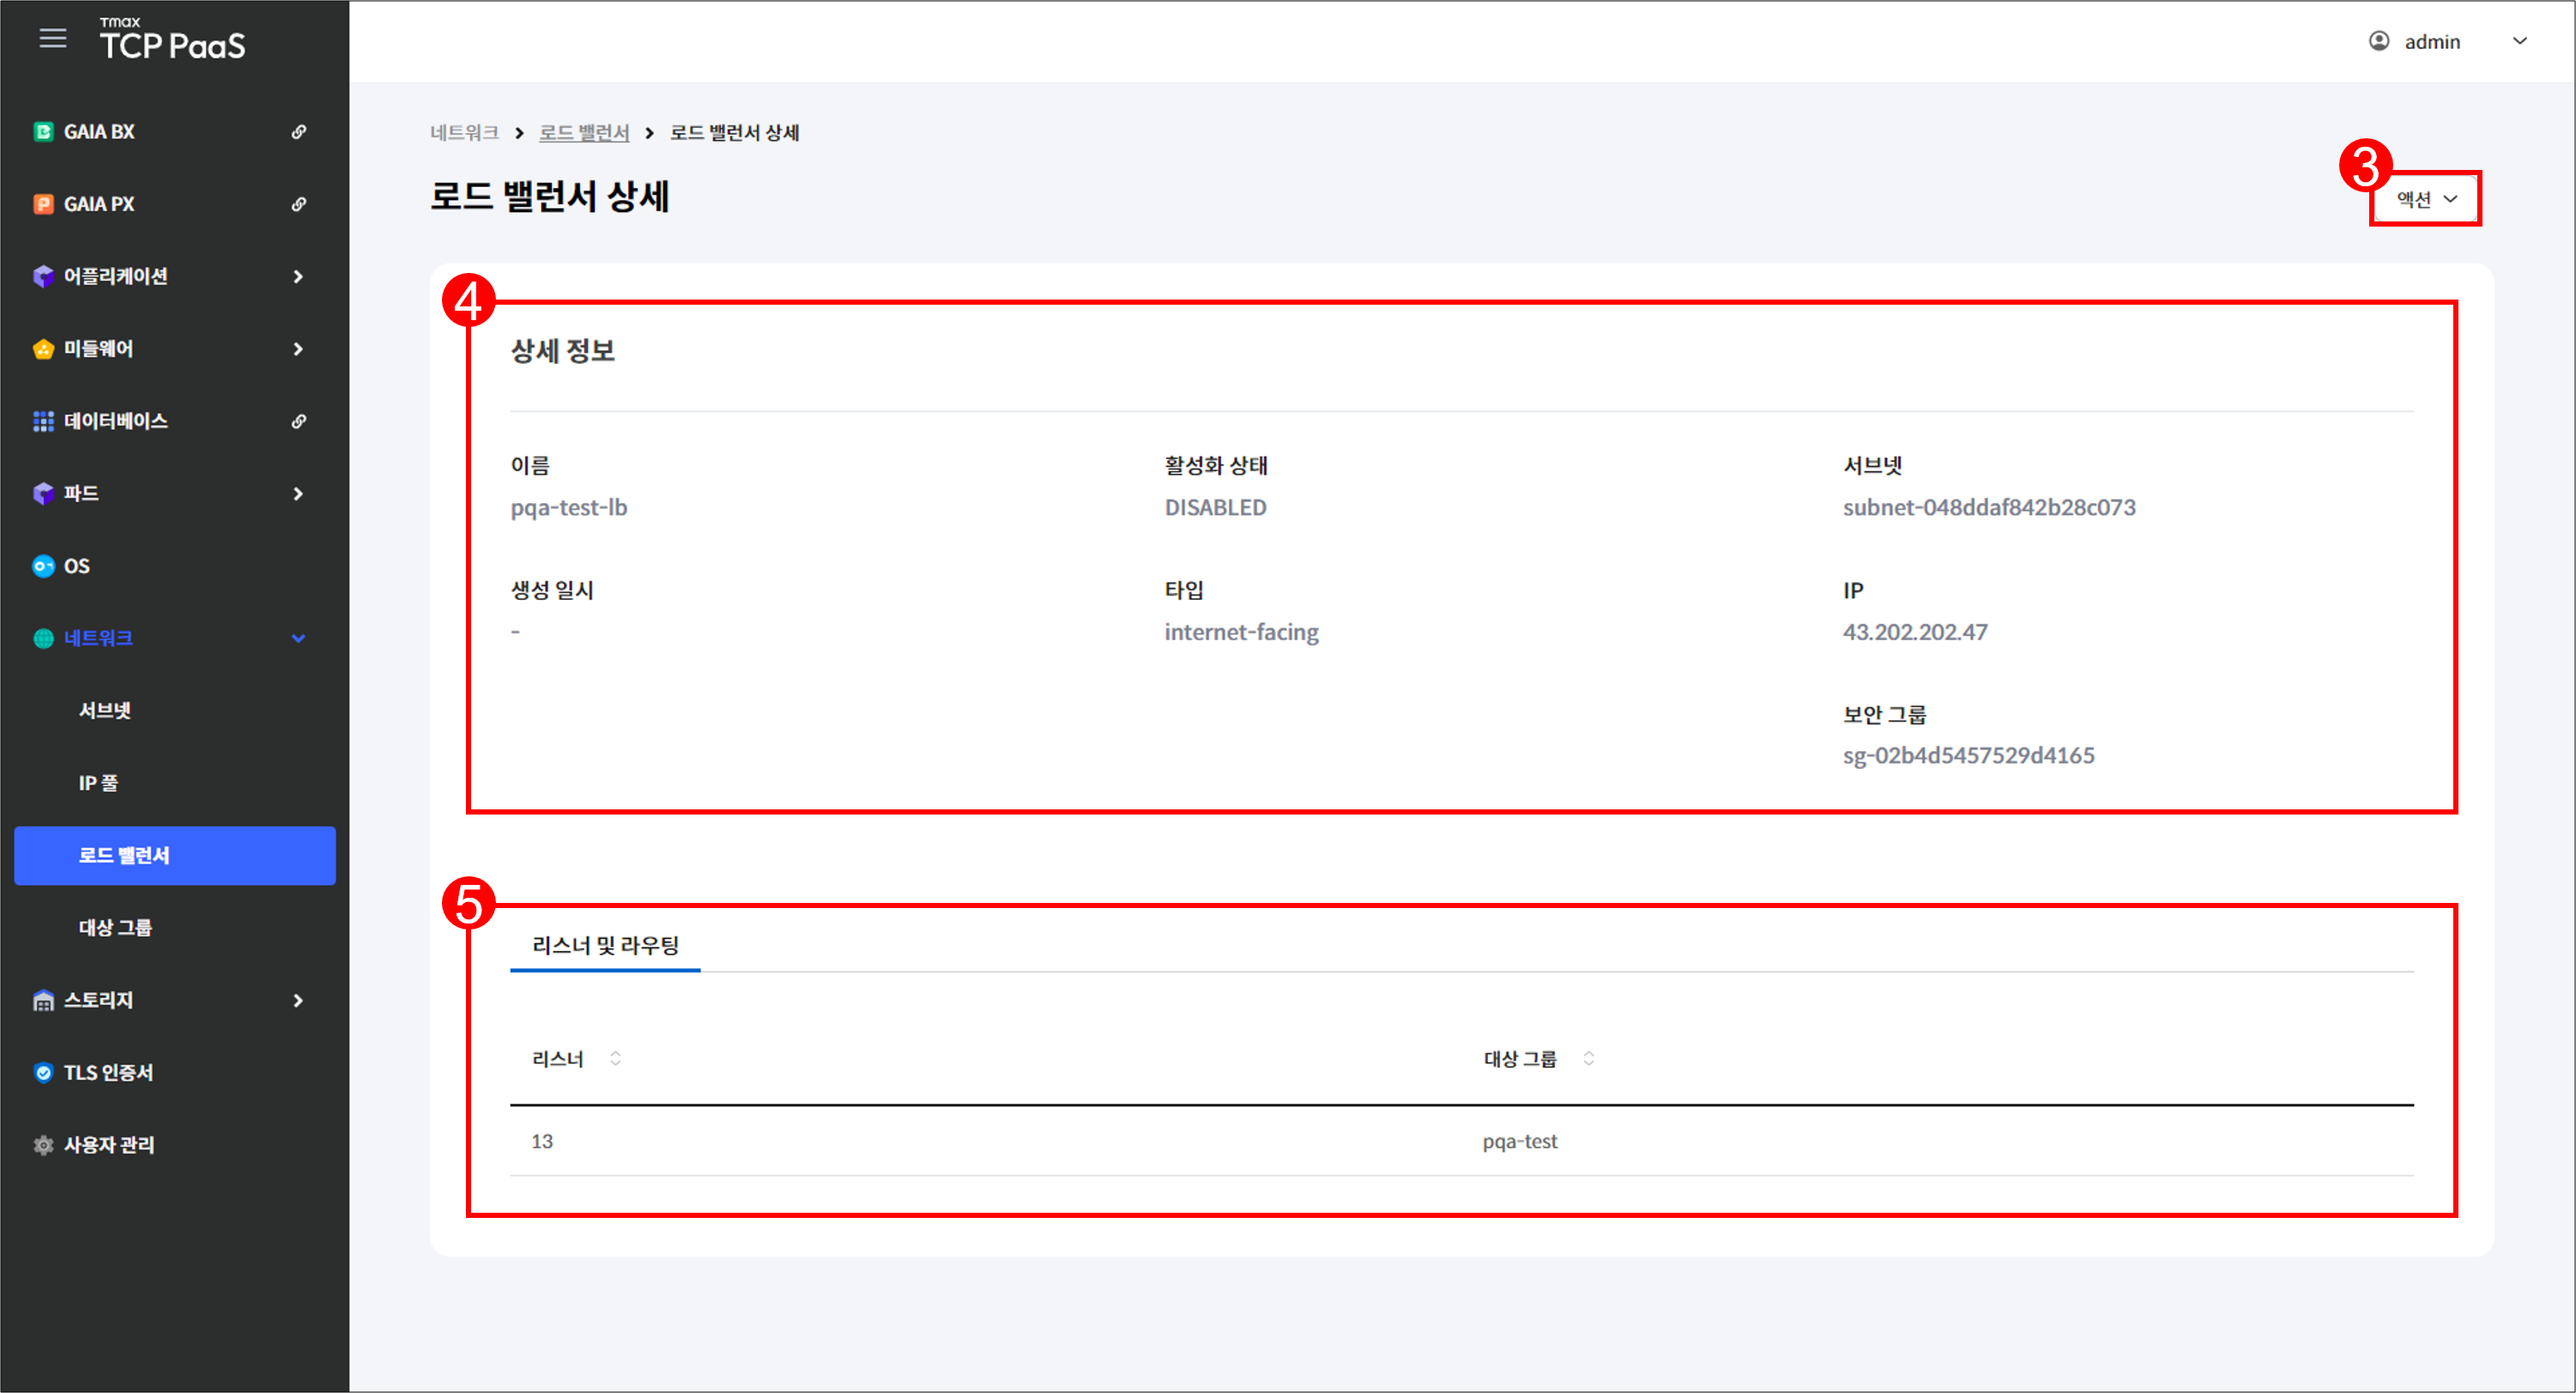 Tmax
TCP PaaS
admin
GAIA BX
GAIA PX
어플리케이션
미들웨어
데이터베이스
파드
OS
네트워크
서브넷
IP 풀
로드 밸런서
대상 그룹
스토리지
TLS 인증서
사용자 관리
네트워크 > 로드 밸런서 > 로드 밸런서 상세
로드 밸런서 상세
3
액션
4
상세 정보
이름 활성화 상태 서브넷
pqa-test-lb DISABLED subnet-048ddaf842b28c073
생성 일시 타입 IP
- internet-facing 43.202.202.47
보안 그룹
sg-02b4d5457529d4165
5
리스너 및 라우팅
리스너 대상 그룹
13 pqa-test